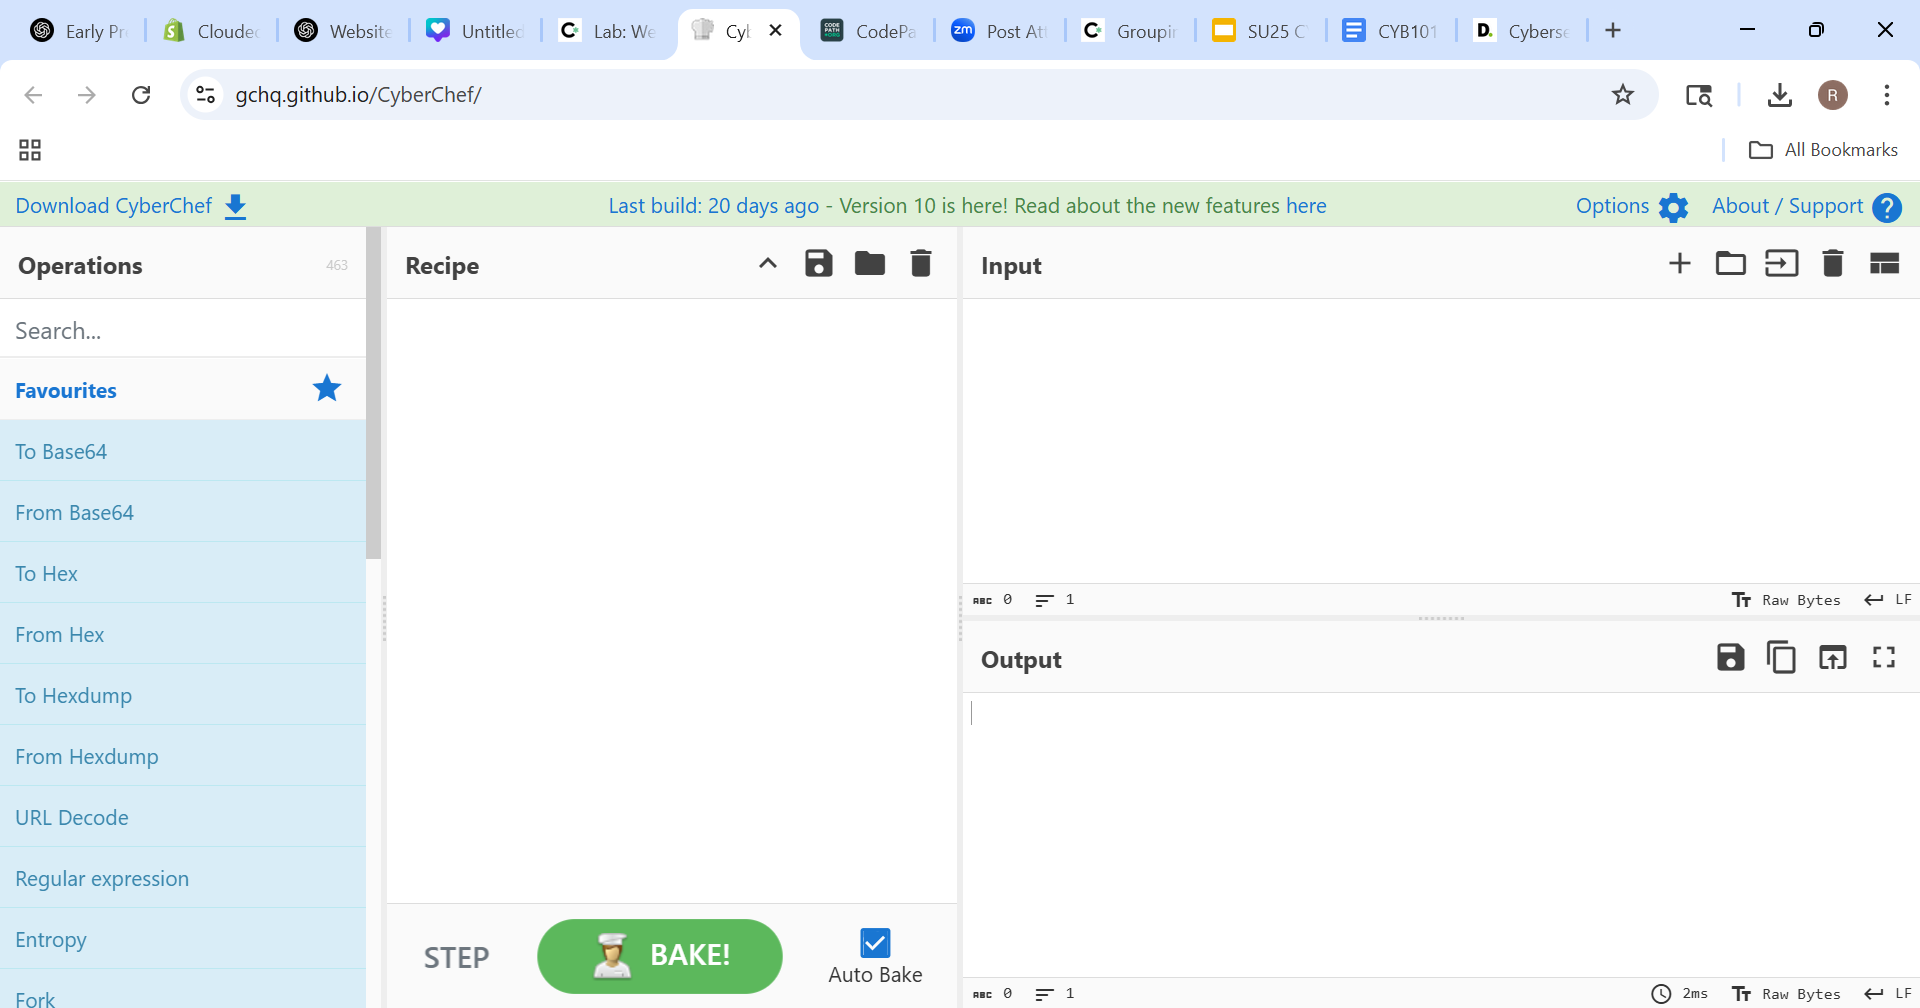 Early Pr
Cloude
Website
Untitled
Lab: We
Cy
CodePa
Post At
Groupi
SU25 C
CYB101
Cyberse
gchq.github.io/CyberChef/
R
All Bookmarks
Download CyberChef
Last build: 20 days ago - Version 10 is here! Read about the new features here
Options
About / Support
Operations
463
Search...
Favourites
To Base64
From Base64
To Hex
From Hex
To Hexdump
From Hexdump
URL Decode
Regular expression
Entropy
Fork
Recipe
STEP
BAKE!
Auto Bake
Input
ABC 0 1
Raw Bytes LF
Output
ABC 0 1
2ms Raw Bytes LF